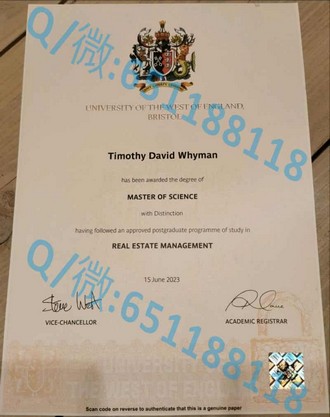 UNIVERSITY OF THE WEST OF ENGLAND,
BRISTOL
Timothy David Whyman
has been awarded the degree of
MASTER OF SCIENCE
with Distinction
having followed an approved postgraduate programme of study in
REAL ESTATE MANAGEMENT
15 June 2023
VICE-CHANCELLOR
ACADEMIC REGISTRAR
Scan code on reverse to authenticate that this is a genuine paper
Q/微:651188118
Q/微:651188118